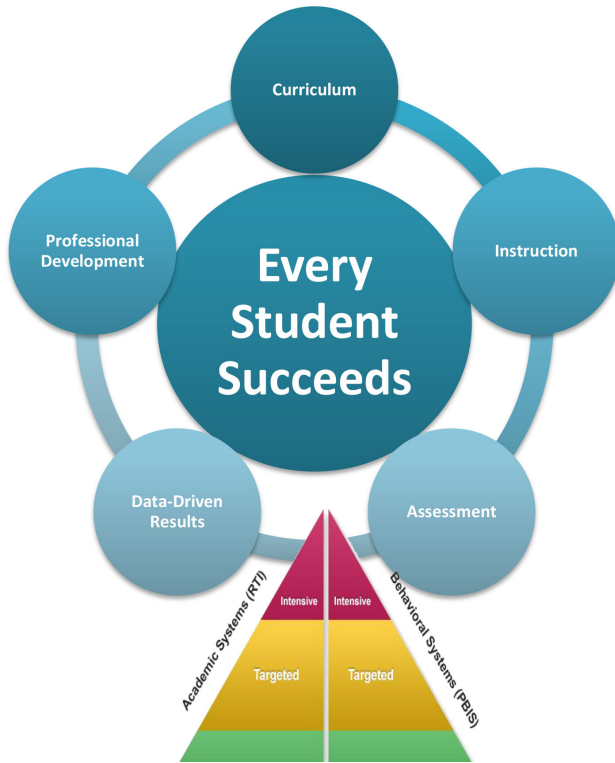 Curriculum
Professional
Development
Instruction
Every
Student
Succeeds
Data-Driven
Results
Assessment
Academic Systems (RTI)
Behavioral Systems (PBIS)
Intensive
Intensive
Targeted
Targeted